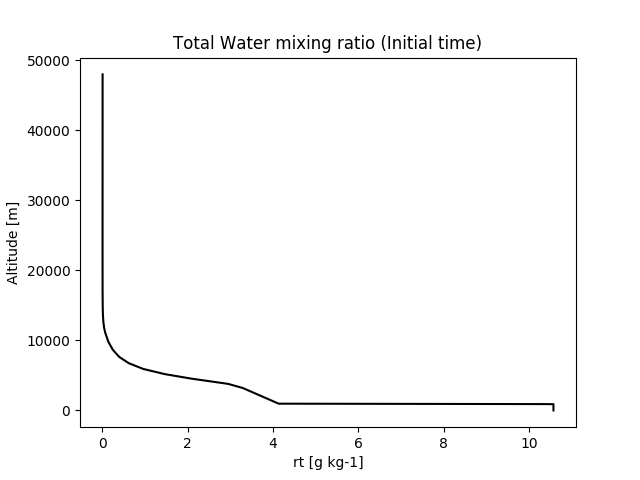 Total Water mixing ratio (Initial time)
50000
40000
30000
20000
10000
0
Altitude [m]
0 2 4 6 8 10
rt [g kg-1]